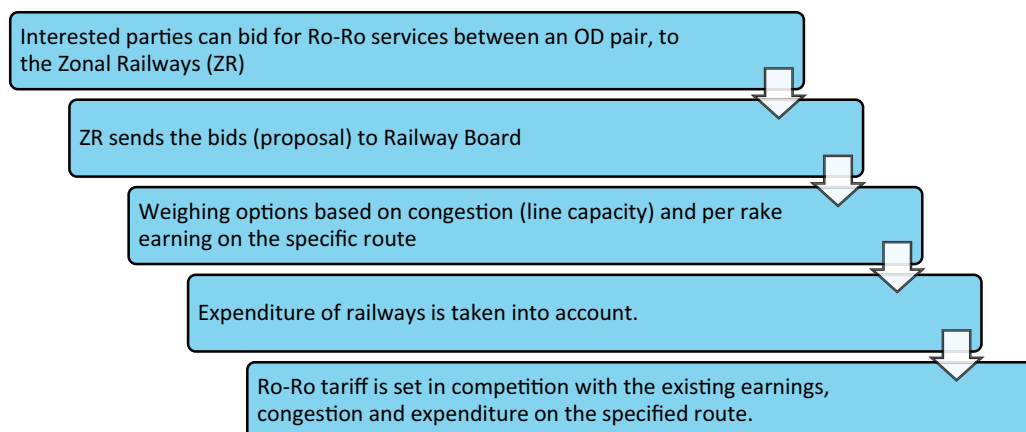 Interested parties can bid for Ro-Ro services between an OD pair, to
the Zonal Railways (ZR)
ZR sends the bids (proposal) to Railway Board
Weighing options based on congestion (line capacity) and per rake
earning on the specific route
Expenditure of railways is taken into account.
Ro-Ro tariff is set in competition with the existing earnings,
congestion and expenditure on the specified route.